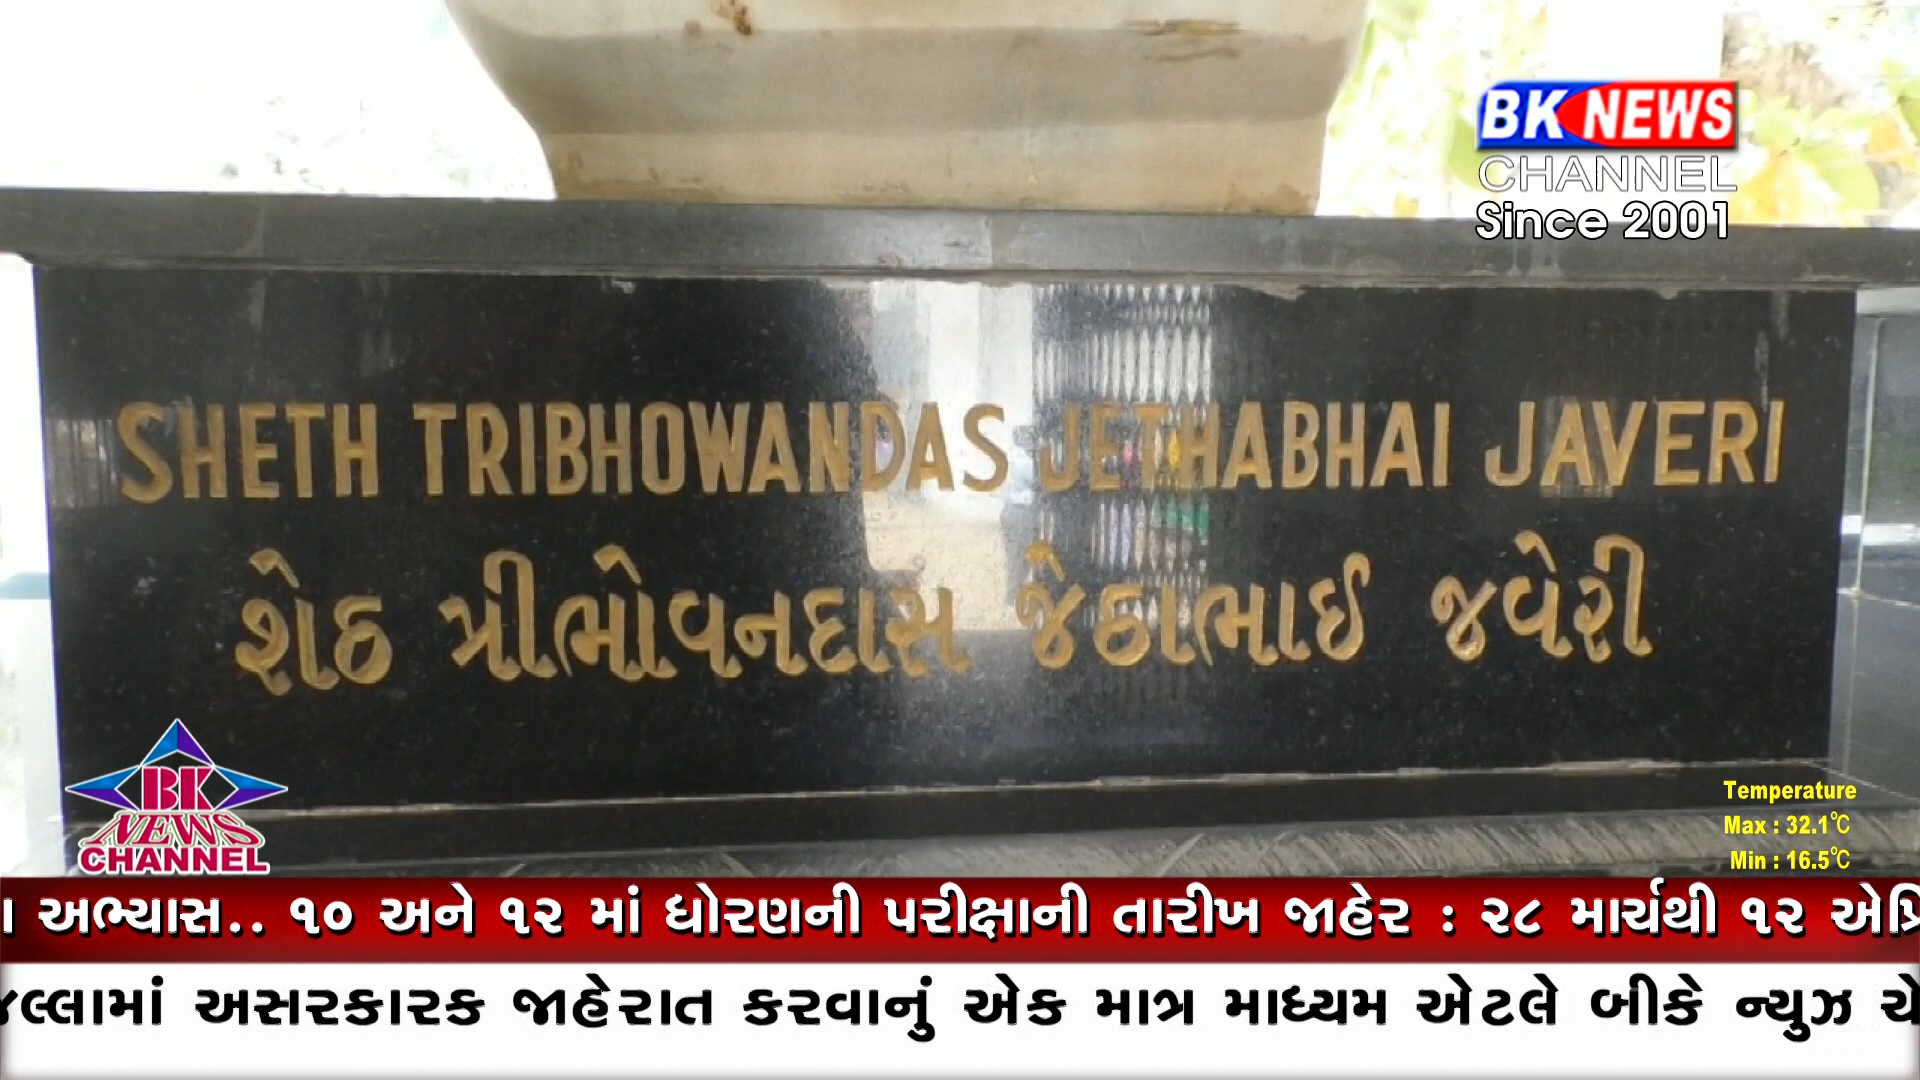 BK NEWS
CHANNEL
Since 2001
SHETH TRIBHOWANDAS JETHABHAI JAVERI
શેઠ ત્રીભોવનદાસ જેઠાભાઈ જવેરી
Temperature
Max : 32.1℃
Min : 16.5℃
BK
NEWS
CHANNEL
અભ્યાસ.. ૧૦ અને ૧૨ માં ધોરણની પરીક્ષાની તારીખ જાહેર : ૨૮ માર્ચથી ૧૨
અસરકારક જાહેરાત કરવાનું એક માત્ર માધ્યમ એટલે બીકે ન્યુઝ